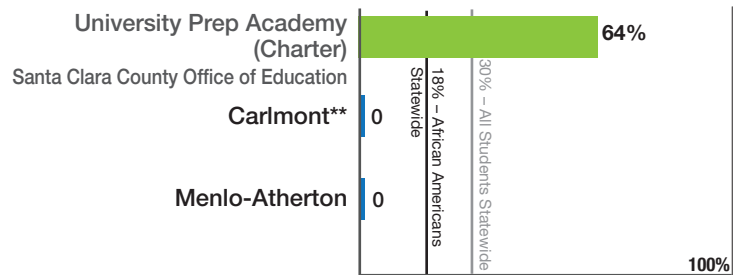 University Prep Academy
(Charter)
64%
Santa Clara County Office of Education
Carlmont**
0
Menlo-Atherton
0
18% – African Americans
Statewide
30% – All Students Statewide
100%